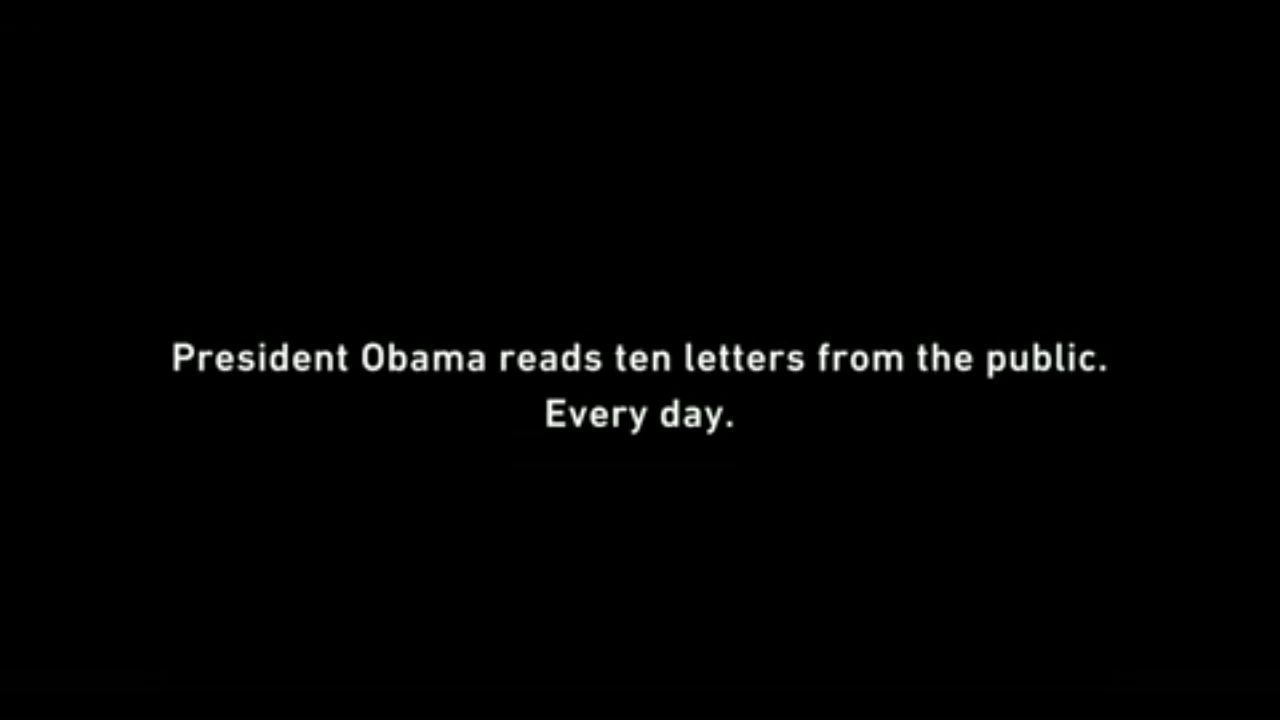 President Obama reads ten letters from the public.
Every day.